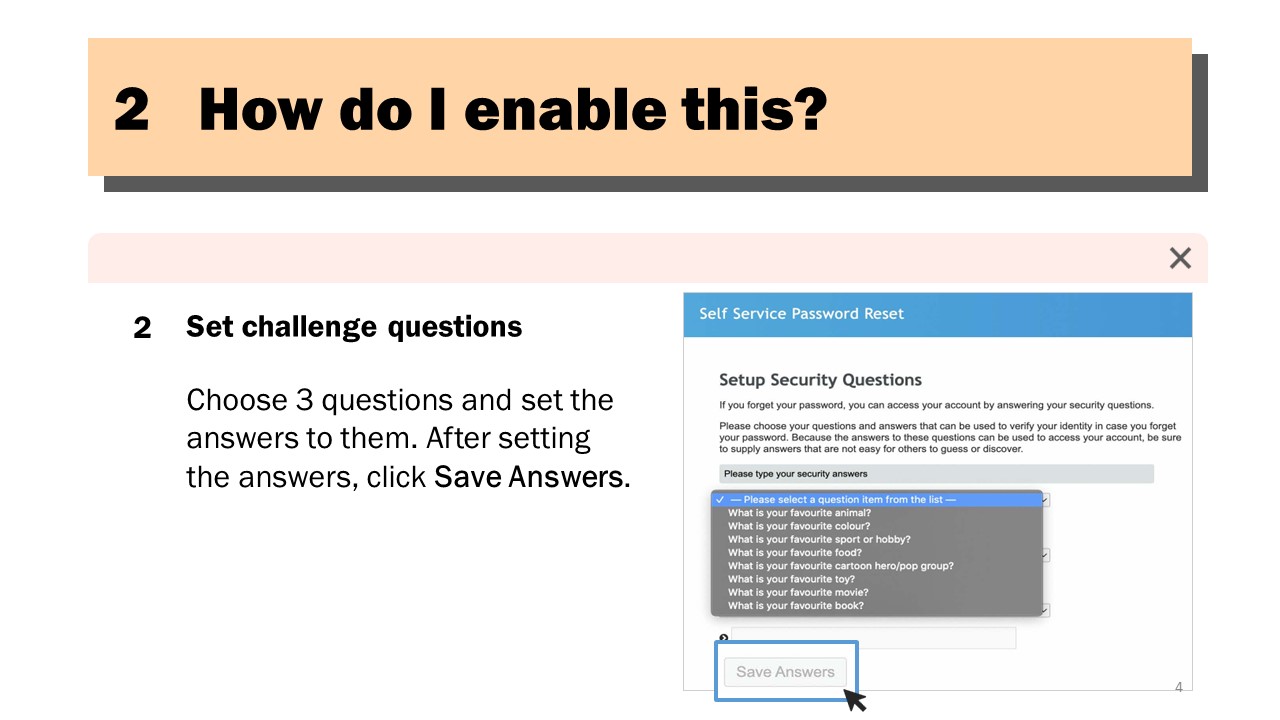 2 How do I enable this?
2 Set challenge questions
Choose 3 questions and set the
answers to them. After setting
the answers, click Save Answers.
Self Service Password Reset
Setup Security Questions
If you forget your password, you can access your account by answering your security questions.
Please choose your questions and answers that can be used to verify your identity in case you forget
your password. Because the answers to these questions can be used to access your account, be sure
to supply answers that are not easy for others to guess or discover.
Please type your security answers
✓ — Please select a question item from the list —
What is your favourite animal?
What is your favourite colour?
What is your favourite sport or hobby?
What is your favourite food?
What is your favourite cartoon hero/pop group?
What is your favourite toy?
What is your favourite movie?
What is your favourite book?
Save Answers
4